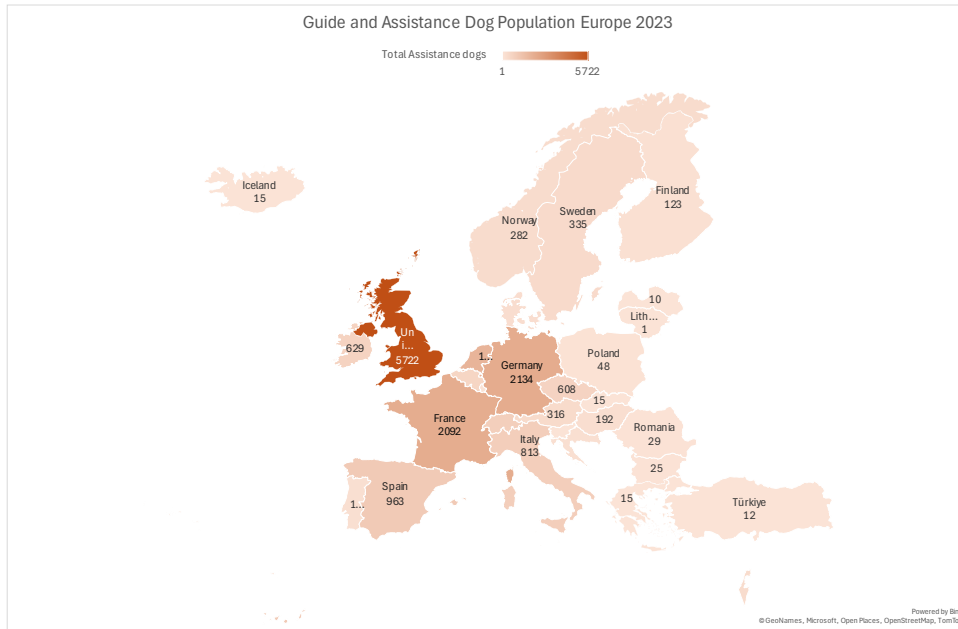 Guide and Assistance Dog Population Europe 2023
Total Assistance dogs
1
5722
Iceland
15
Finland
123
Sweden
335
Norway
282
10
Lith...
1
Un
i...
5722
629
1...
Germany
2134
Poland
48
608
15
316
192
France
2092
Italy
813
Romania
29
25
Spain
963
1...
15
Türkiye
12
Powered by Bin
© GeoNames, Microsoft, Open Places, OpenStreetMap, TomTo